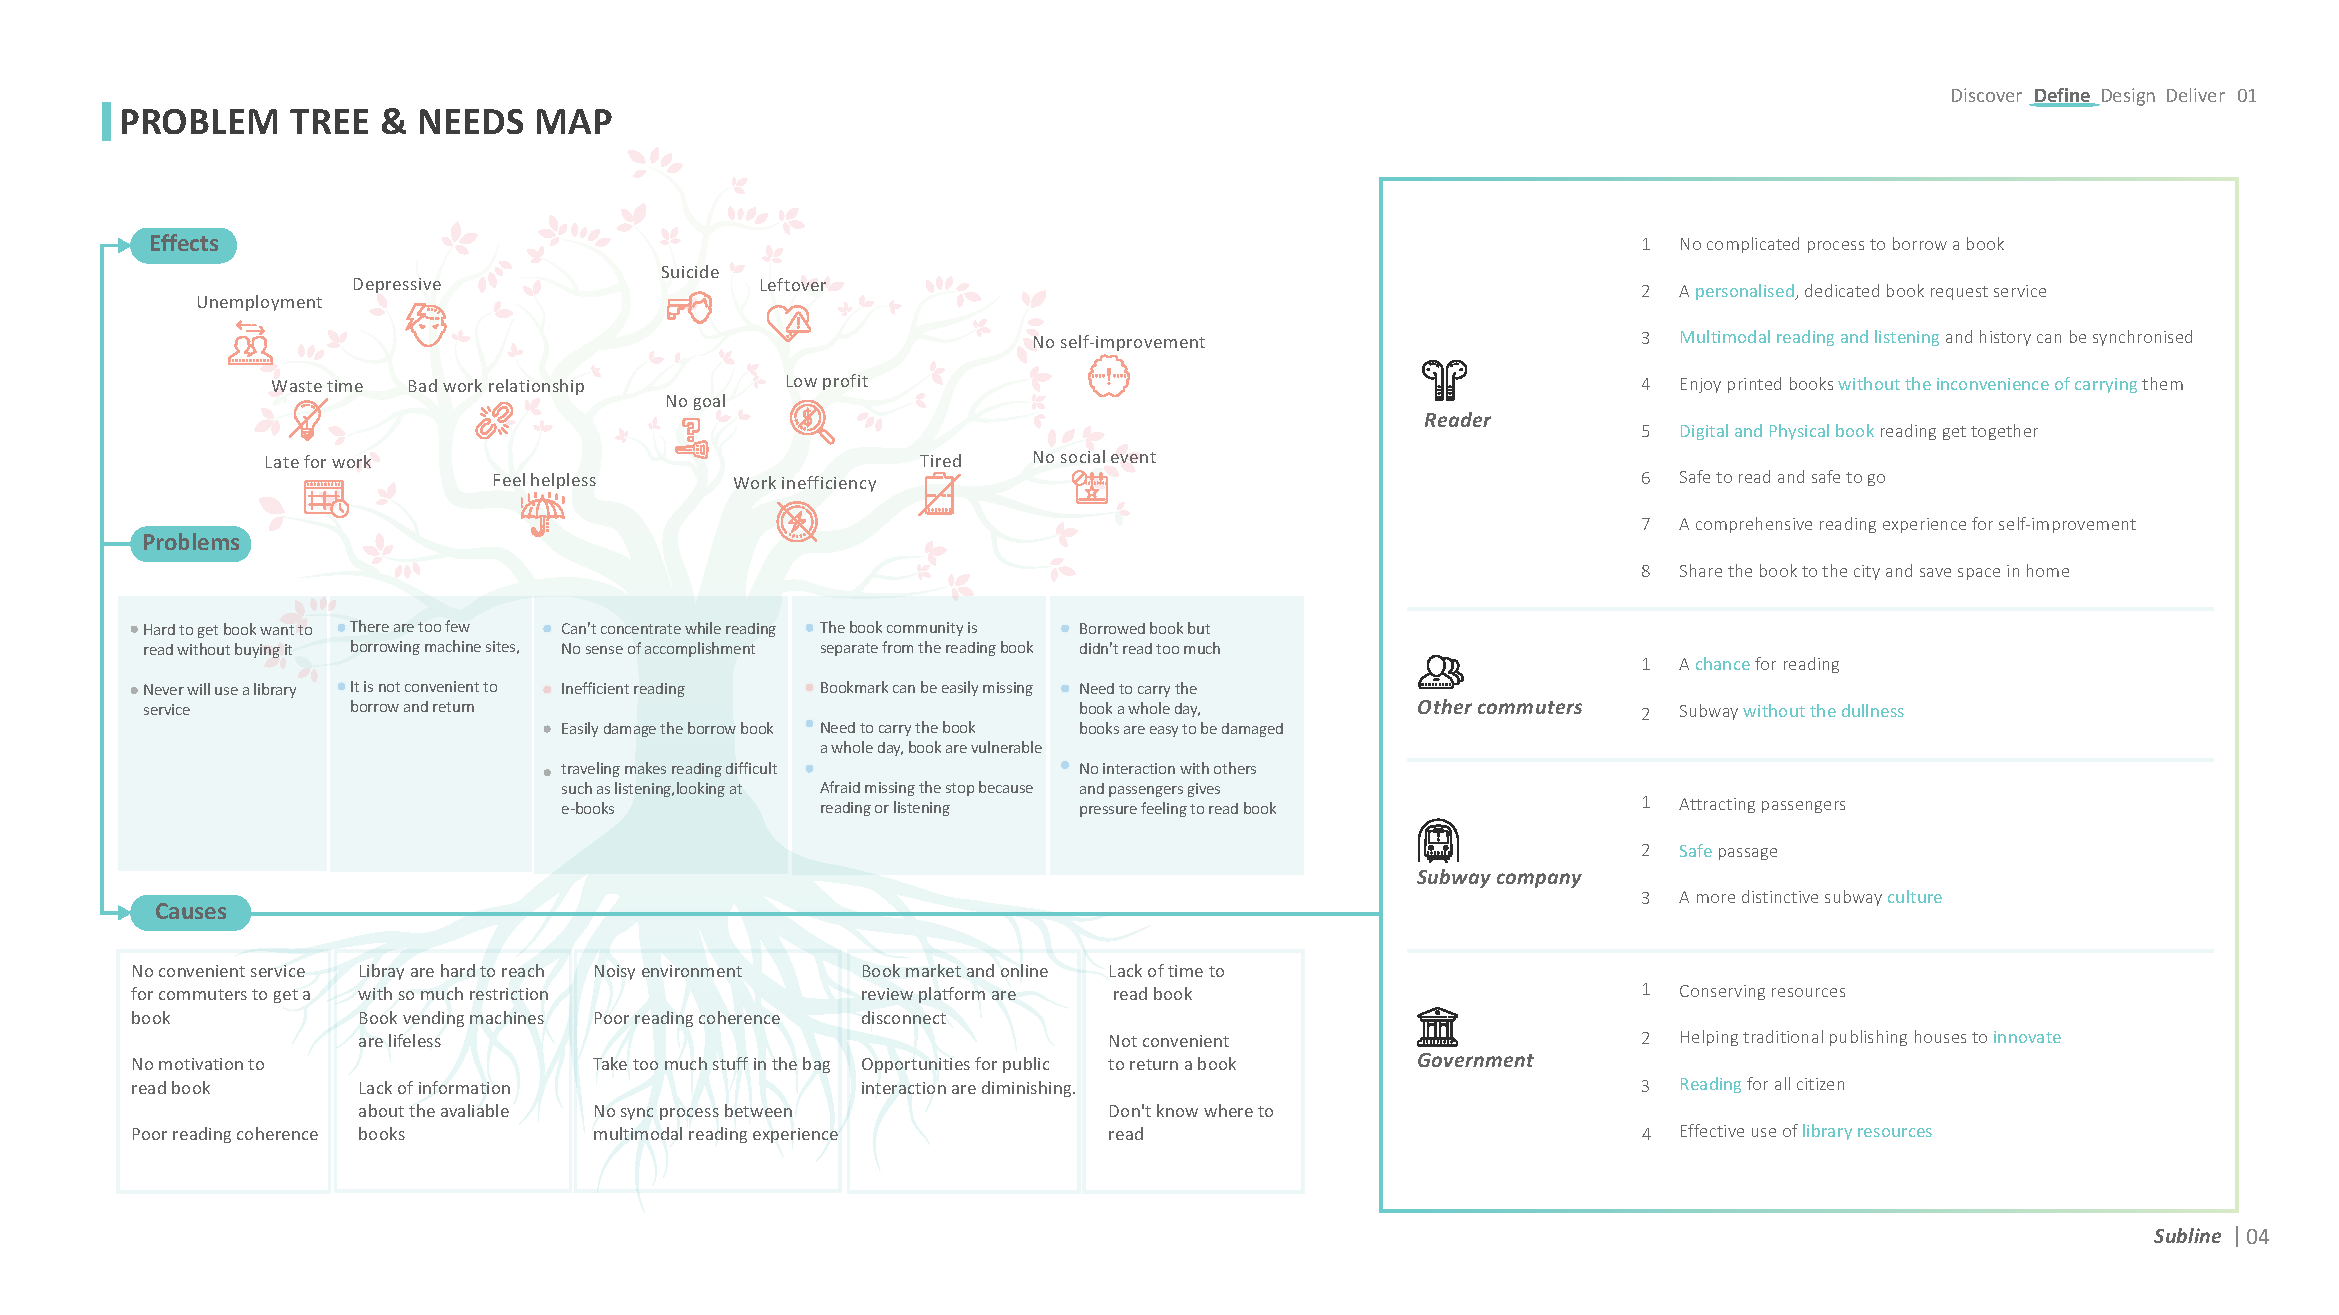 Discover Define Design Deliver 01
PROBLEM TREE & NEEDS MAP
Effects
Suicide
Depressive
Leftover
Unemployment
No self-improvement
Waste time
Bad work relationship
Low profit
No goal
Late for work
Tired
No social event
Feel helpless
Work inefficiency
Problems
Hard to get book want to
read without buying it
Never will use a library
service
There are too few
borrowing machine sites,
It is not convenient to
borrow and return
Can't concentrate while reading
No sense of accomplishment
Inefficient reading
Easily damage the borrow book
traveling makes reading difficult
such as listening,looking at
e-books
The book community is
separate from the reading book
Bookmark can be easily missing
Need to carry the book
a whole day, book are vulnerable
Afraid missing the stop because
reading or listening
Borrowed book but
didn't read too much
Need to carry the
book a whole day,
books are easy to be damaged
No interaction with others
and passengers gives
pressure feeling to read book
Causes
No convenient service
for commuters to get a
book
No motivation to
read book
Poor reading coherence
Libray are hard to reach
with so much restriction
Book vending machines
are lifeless
Lack of information
about the avaliable
books
Noisy environment
Poor reading coherence
Take too much stuff in the bag
No sync process between
multimodal reading experience
Book market and online
review platform are
disconnect
Opportunities for public
interaction are diminishing.
Lack of time to
read book
Not convenient
to return a book
Don't know where to
read
Reader
1 No complicated process to borrow a book
2 A personalised, dedicated book request service
3 Multimodal reading and listening and history can be synchronised
4 Enjoy printed books without the inconvenience of carrying them
5 Digital and Physical book reading get together
6 Safe to read and safe to go
7 A comprehensive reading experience for self-improvement
8 Share the book to the city and save space in home
Other commuters
1 A chance for reading
2 Subway without the dullness
Subway company
1 Attracting passengers
2 Safe passage
3 A more distinctive subway culture
Government
1 Conserving resources
2 Helping traditional publishing houses to innovate
3 Reading for all citizen
4 Effective use of library resources
Subline | 04